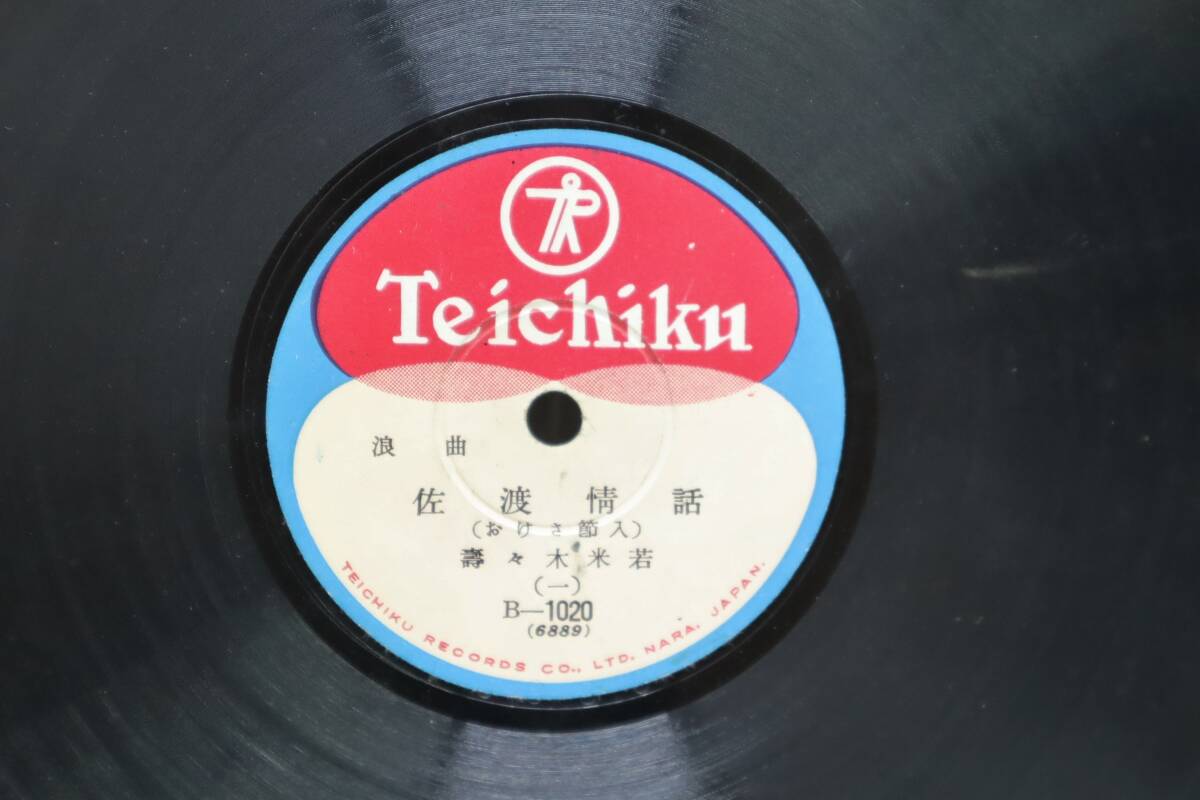 Teichiku
浪曲
佐渡情話
(おけさ節入)
壽々木米若
(一)
B—1020
(6889)
TEICHIKU RECORDS CO., LTD. NARA, JAPAN.